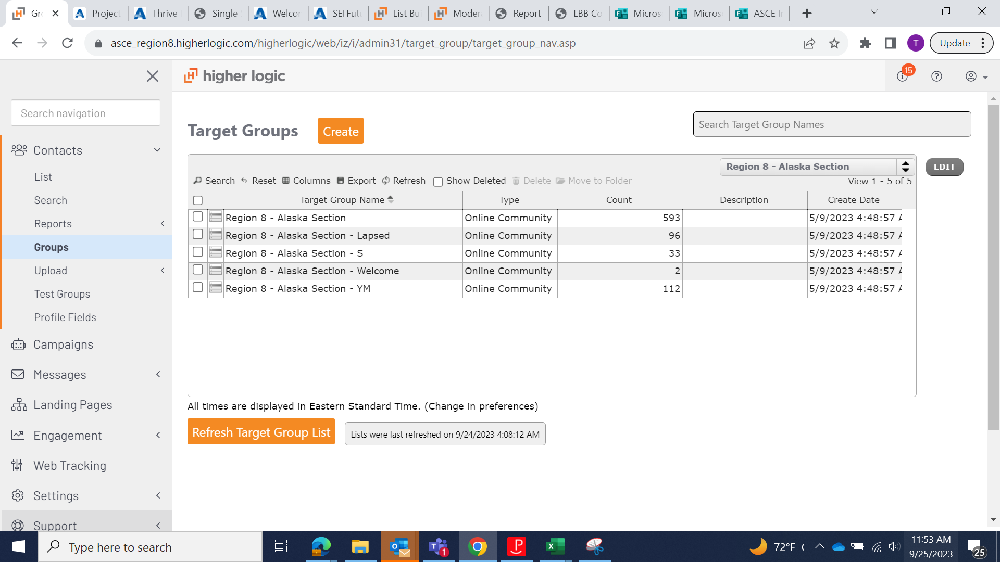 Gr
Project
Thrive
Single
Welcom
SEI Futu
List Bui
Modera
Report
LBB Co
Micros
Micros
ASCE I
asce_region8.higherlogic.com/higherlogic/web/iz/i/admin31/target_group/target_group_nav.asp
T
Update
higher logic
15
Search navigation
Contacts
List
Search
Reports
Groups
Upload
Test Groups
Profile Fields
Campaigns
Messages
Landing Pages
Engagement
Web Tracking
Settings
Support
Target Groups
Create
Search Target Group Names
Region 8 - Alaska Section
EDIT
Search Reset Columns Export Refresh Show Deleted Delete Move to Folder
View 1 - 5 of 5
Target Group Name Type Count Description Create Date
Region 8 - Alaska Section Online Community 593 5/9/2023 4:48:57 A
Region 8 - Alaska Section - Lapsed Online Community 96 5/9/2023 4:48:57 A
Region 8 - Alaska Section - S Online Community 33 5/9/2023 4:48:57 A
Region 8 - Alaska Section - Welcome Online Community 2 5/9/2023 4:48:57 A
Region 8 - Alaska Section - YM Online Community 112 5/9/2023 4:48:57 A
All times are displayed in Eastern Standard Time. (Change in preferences)
Refresh Target Group List
Lists were last refreshed on 9/24/2023 4:08:12 AM
Type here to search
1
72°F
11:53 AM
9/25/2023
25